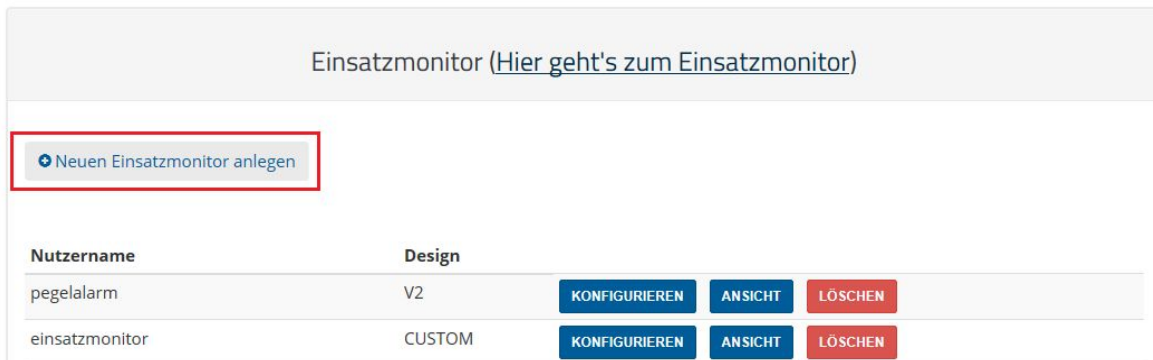 Einsatzmonitor (Hier geht's zum Einsatzmonitor)
Neuen Einsatzmonitor anlegen
Nutzername Design
pegelalarm V2 KONFIGURIEREN ANSICHT LÖSCHEN
einsatzmonitor CUSTOM KONFIGURIEREN ANSICHT LÖSCHEN